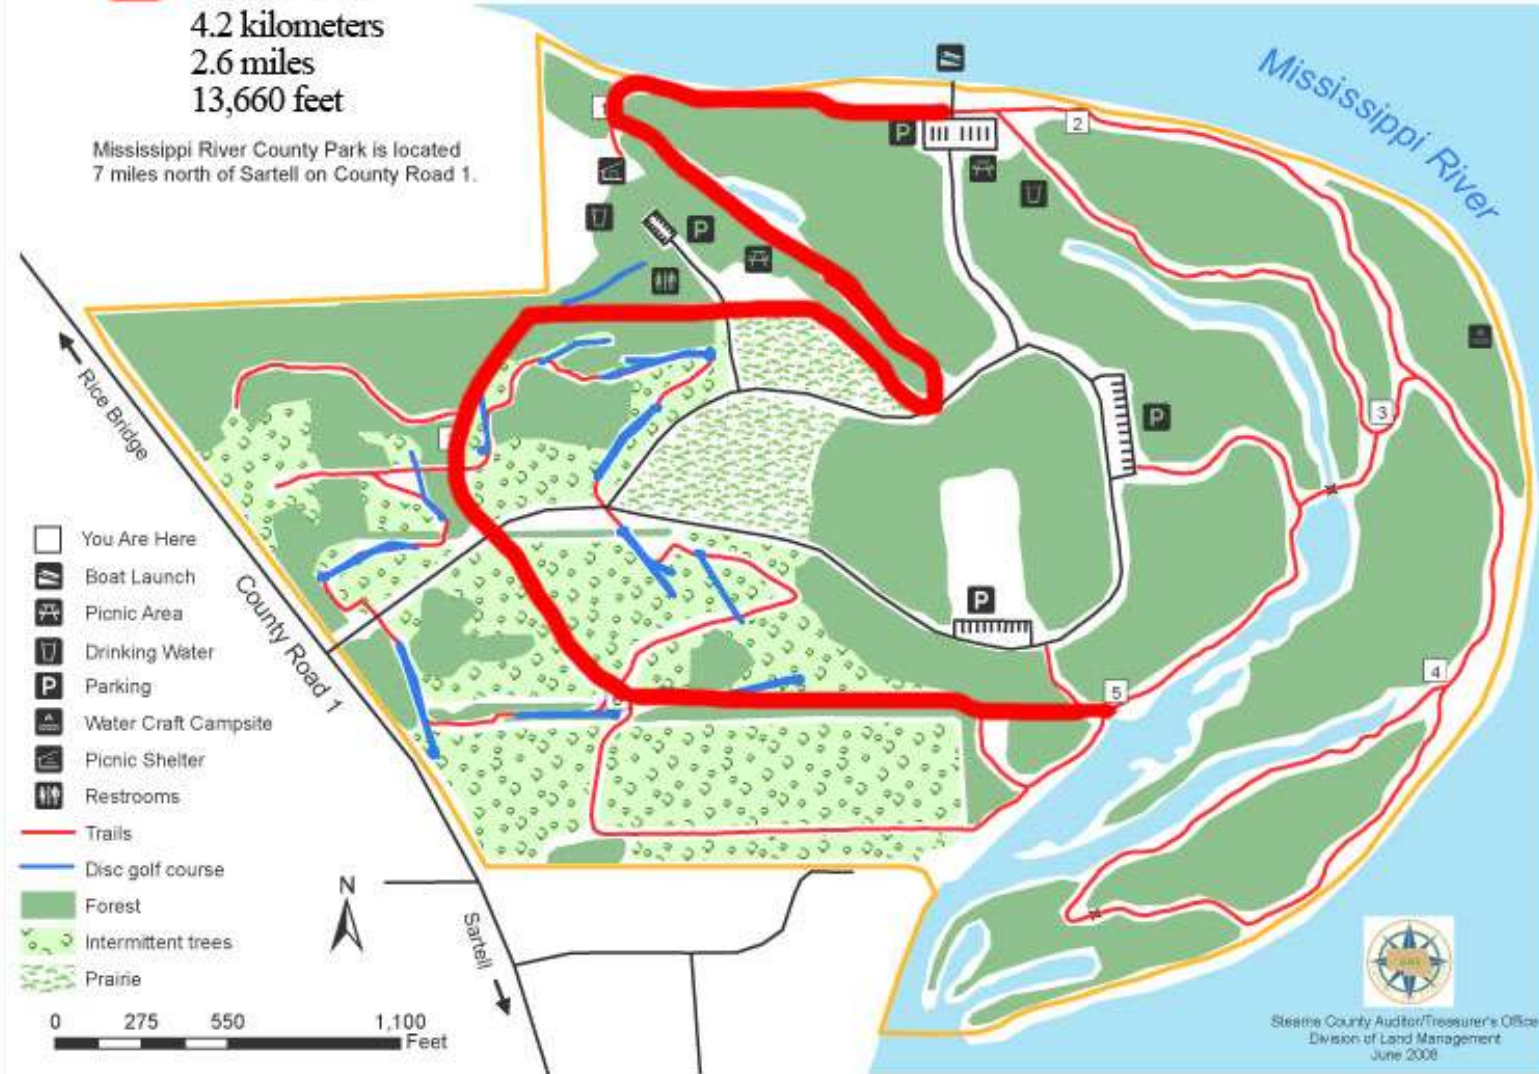 4.2 kilometers
2.6 miles
13,660 feet
Mississippi River County Park is located
7 miles north of Sartell on County Road 1.
Mississippi River
1
P
2
P
3
P
4
P
5
Rice Bridge
County Road 1
Sartell
You Are Here
Boat Launch
Picnic Area
Drinking Water
P
Parking
Water Craft Campsite
Picnic Shelter
Restrooms
Trails
Disc golf course
Forest
Intermittent trees
Prairie
N
0 275 550 1,100
Feet
Stearns County Auditor/Treasurer's Office
Division of Land Management
June 2008